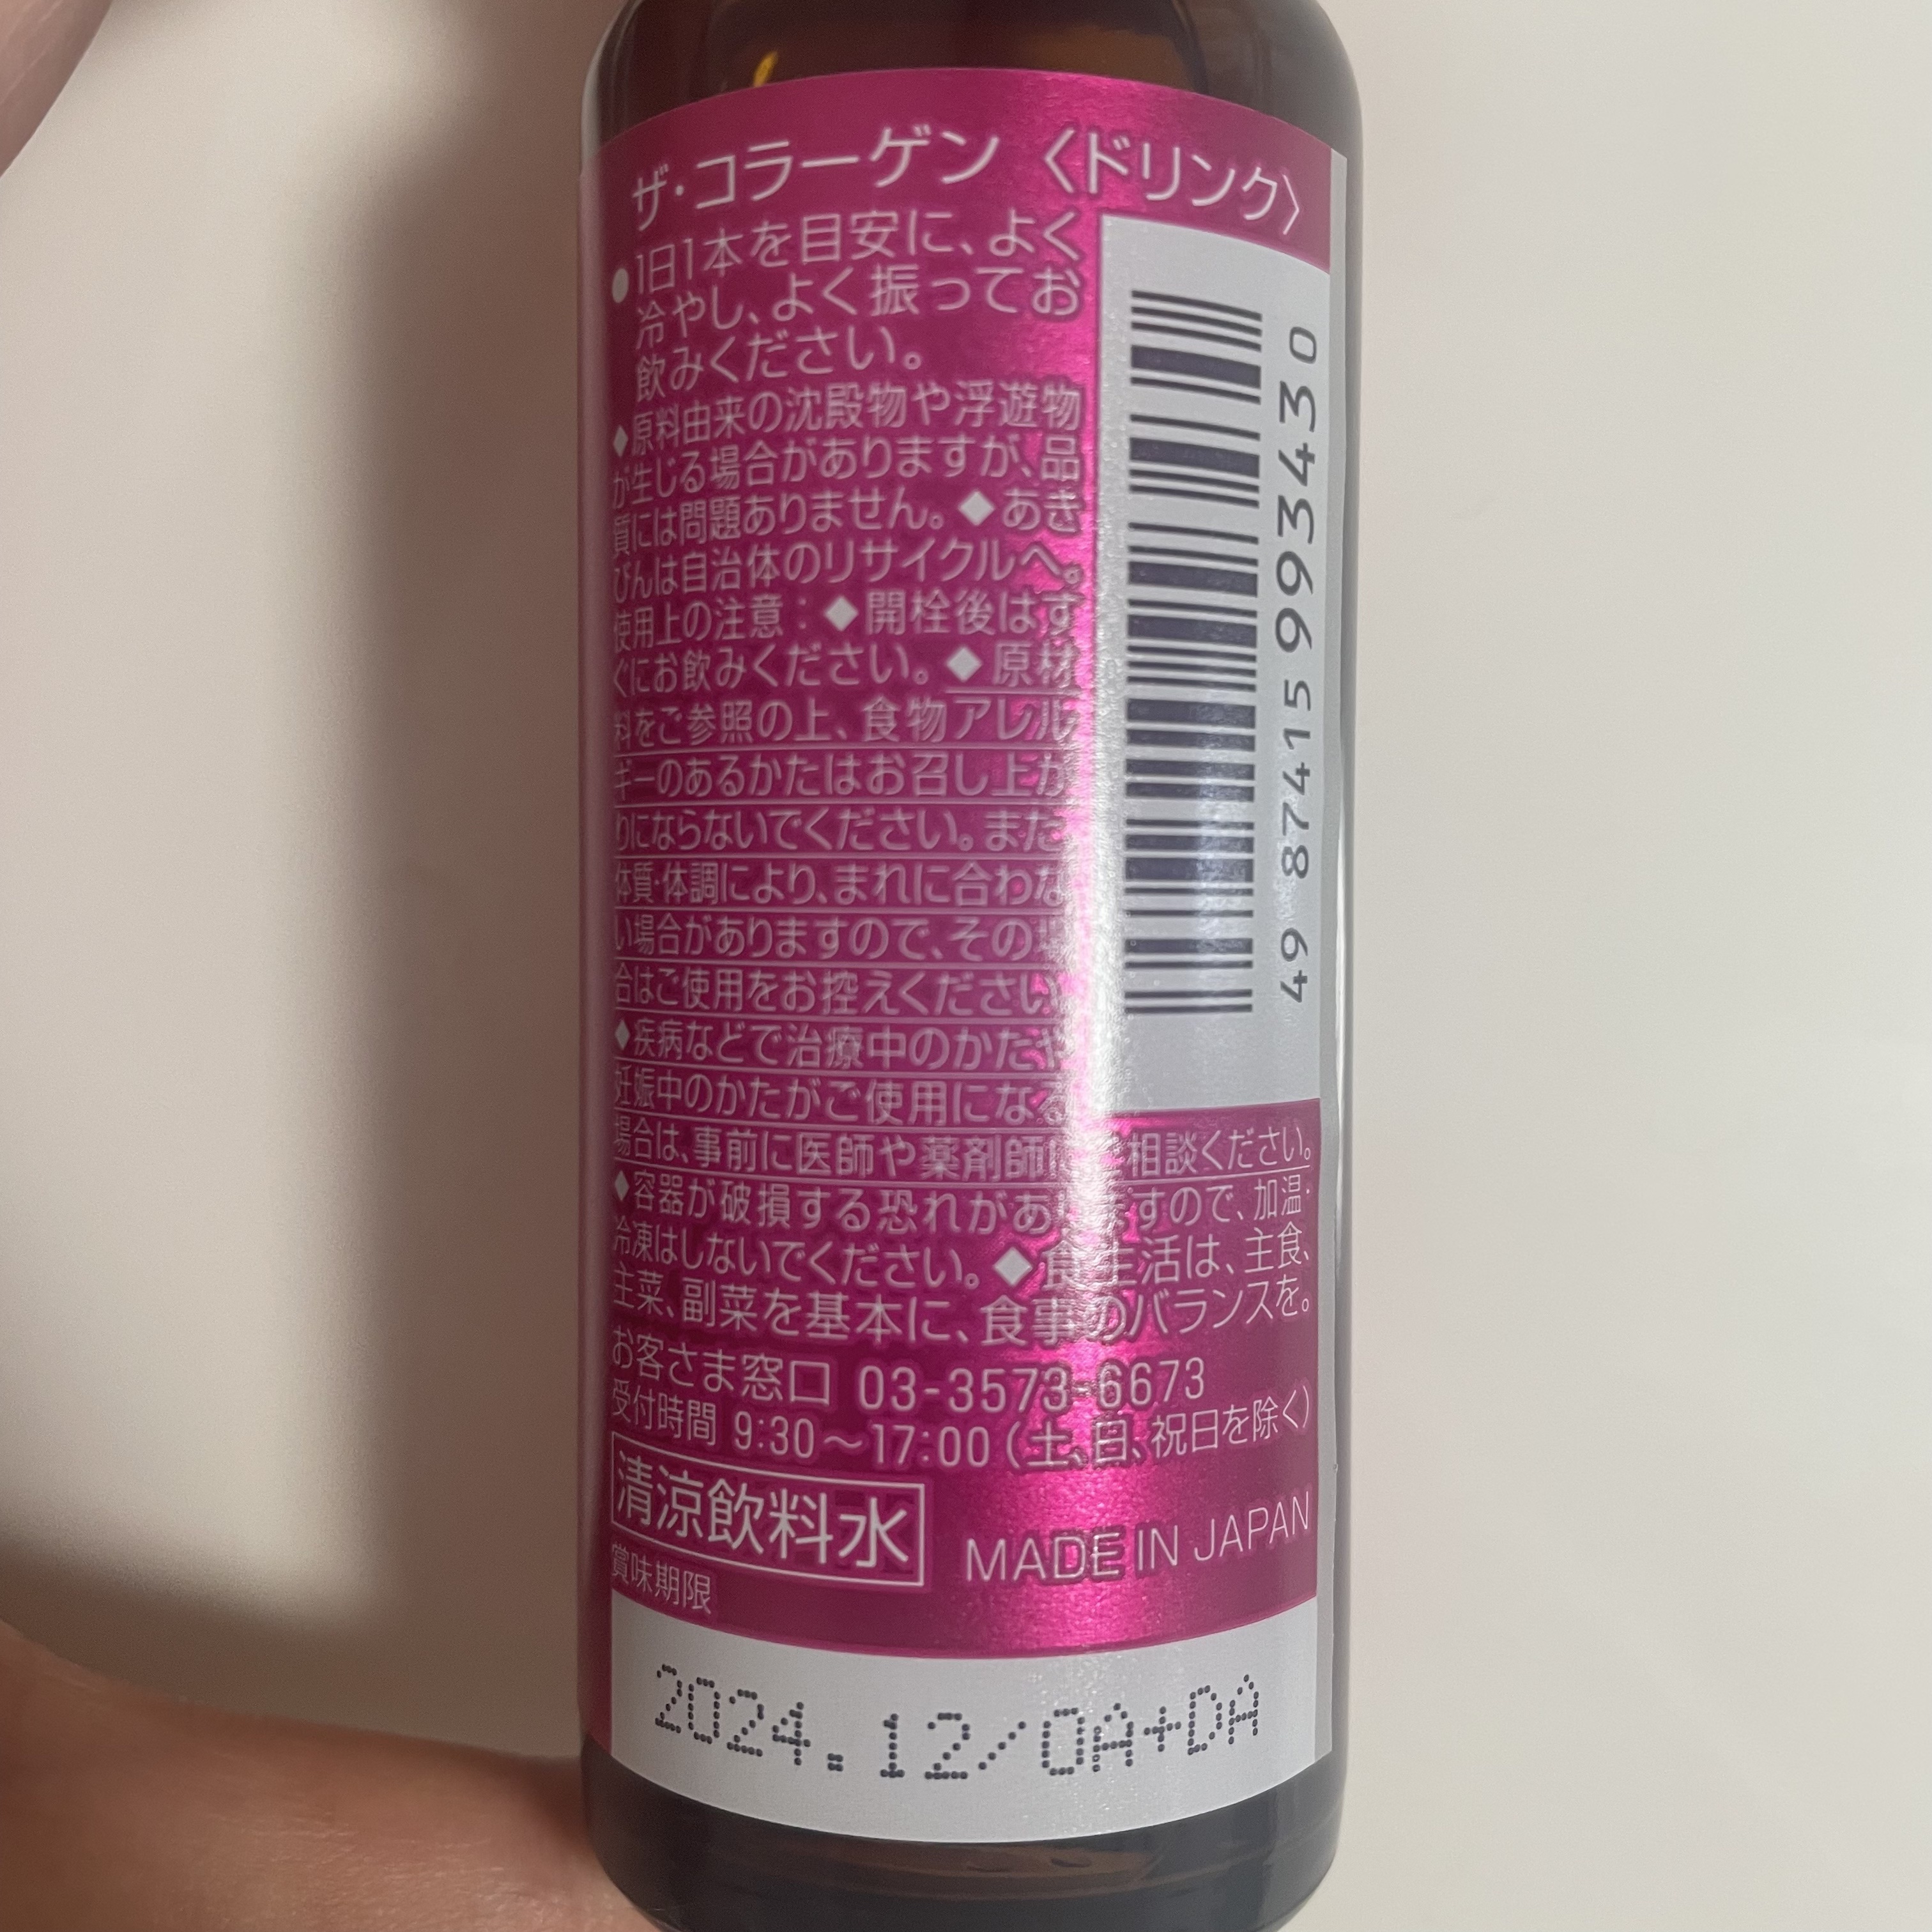 ザ・コラーゲン〈ドリンク〉
●1日1本を目安に、よく
冷やし、よく振ってお
飲みください。
◆原料由来の沈殿物や浮遊物
が生じる場合がありますが、品
質には問題ありません。◆あき
びんは自治体のリサイクルへ。
使用上の注意：◆開栓後はす
ぐにお飲みください。◆原材
料をご参照の上、食物アレル
ギーのあるかたはお召し上が
りにならないでください。また、
体質・体調により、まれに合わな
い場合がありますので、その場
合はご使用をお控えください。
◆疾病などで治療中のかたや
妊娠中のかたがご使用になる
場合は、事前に医師や薬剤師にご相談ください。
◆容器が破損する恐れがありますので、加温・
冷凍はしないでください。◆食生活は、主食、
主菜、副菜を基本に、食事のバランスを。
お客さま窓口 03-3573-6673
受付時間 9:30～17:00（土、日、祝日を除く）
清涼飲料水
MADE IN JAPAN
賞味期限
2024.12/OA+DA
49 87415 993430